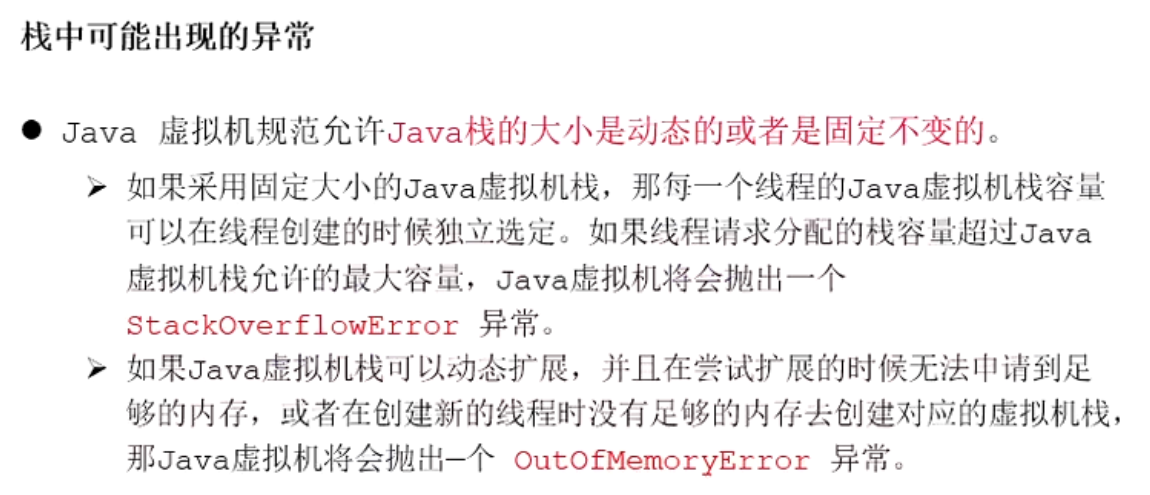 栈中可能出现的异常
● Java 虚拟机规范允许Java栈的大小是动态的或者是固定不变的。
➢ 如果采用固定大小的Java虚拟机栈，那每一个线程的Java虚拟机栈容量
可以在线程创建的时候独立选定。如果线程请求分配的栈容量超过Java
虚拟机栈允许的最大容量，Java虚拟机将会抛出一个
StackOverflowError 异常。
➢ 如果Java虚拟机栈可以动态扩展，并且在尝试扩展的时候无法申请到足
够的内存，或者在创建新的线程时没有足够的内存去创建对应的虚拟机栈，
那Java虚拟机将会抛出一个 OutOfMemoryError 异常。